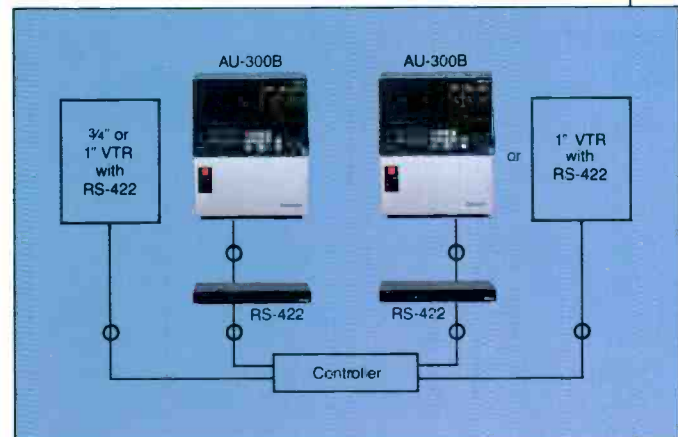 AU-300B
AU-300B
¾" or
1" VTR
with
RS-422
or
1" VTR
with
RS-422
RS-422
RS-422
Controller